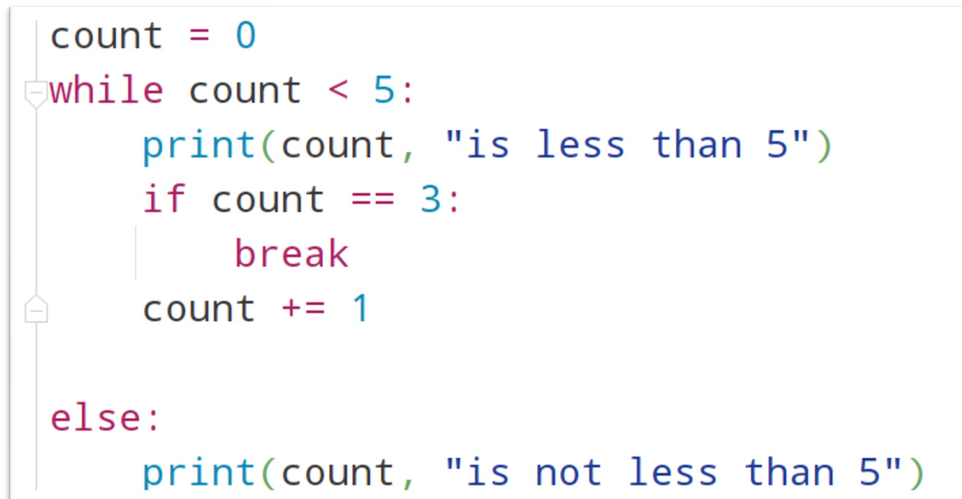 count = 0
while count < 5:
    print(count, "is less than 5")
    if count == 3:
        break
    count += 1
else:
    print(count, "is not less than 5")